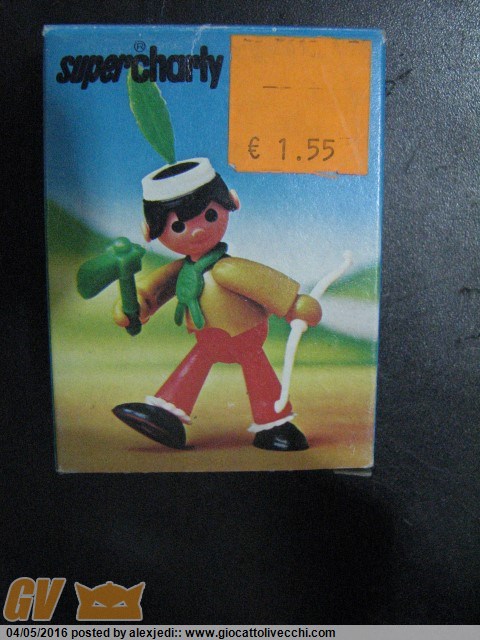 supercharly®
€ 1.55
GV
04/05/2016 posted by alexjedi:: www.giocattolivecchi.com